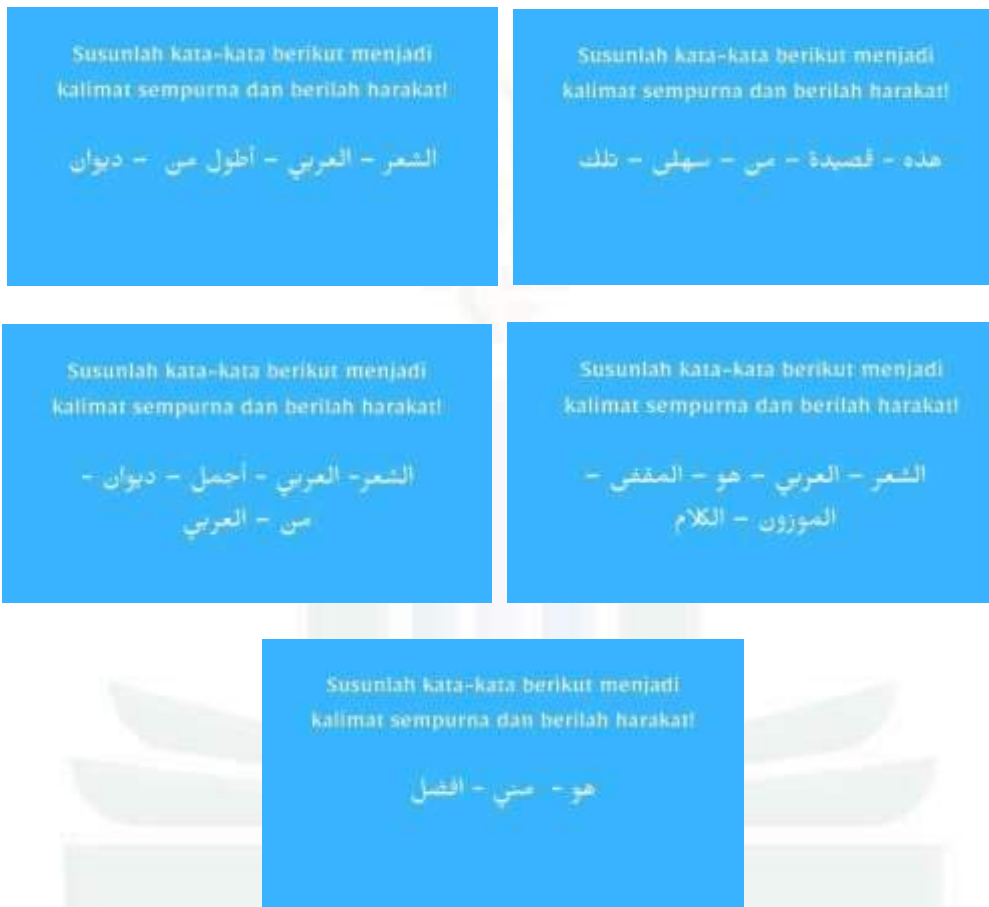 Susunlah kata-kata berikut menjadi
kalimat sempurna dan berilah harakat!
الشعر – العربي – أطول من – ديوان
Susunlah kata-kata berikut menjadi
kalimat sempurna dan berilah harakat!
هذه - قصيدة - من - سهلى - تلك
Susunlah kata-kata berikut menjadi
kalimat sempurna dan berilah harakat!
الشعر- العربي - أجمل – ديوان -
من – العربي
Susunlah kata-kata berikut menjadi
kalimat sempurna dan berilah harakat!
الشعر – العربي – هو – المقفى –
الموزون – الكلام
Susunlah kata-kata berikut menjadi
kalimat sempurna dan berilah harakat!
هو - مني - افضل